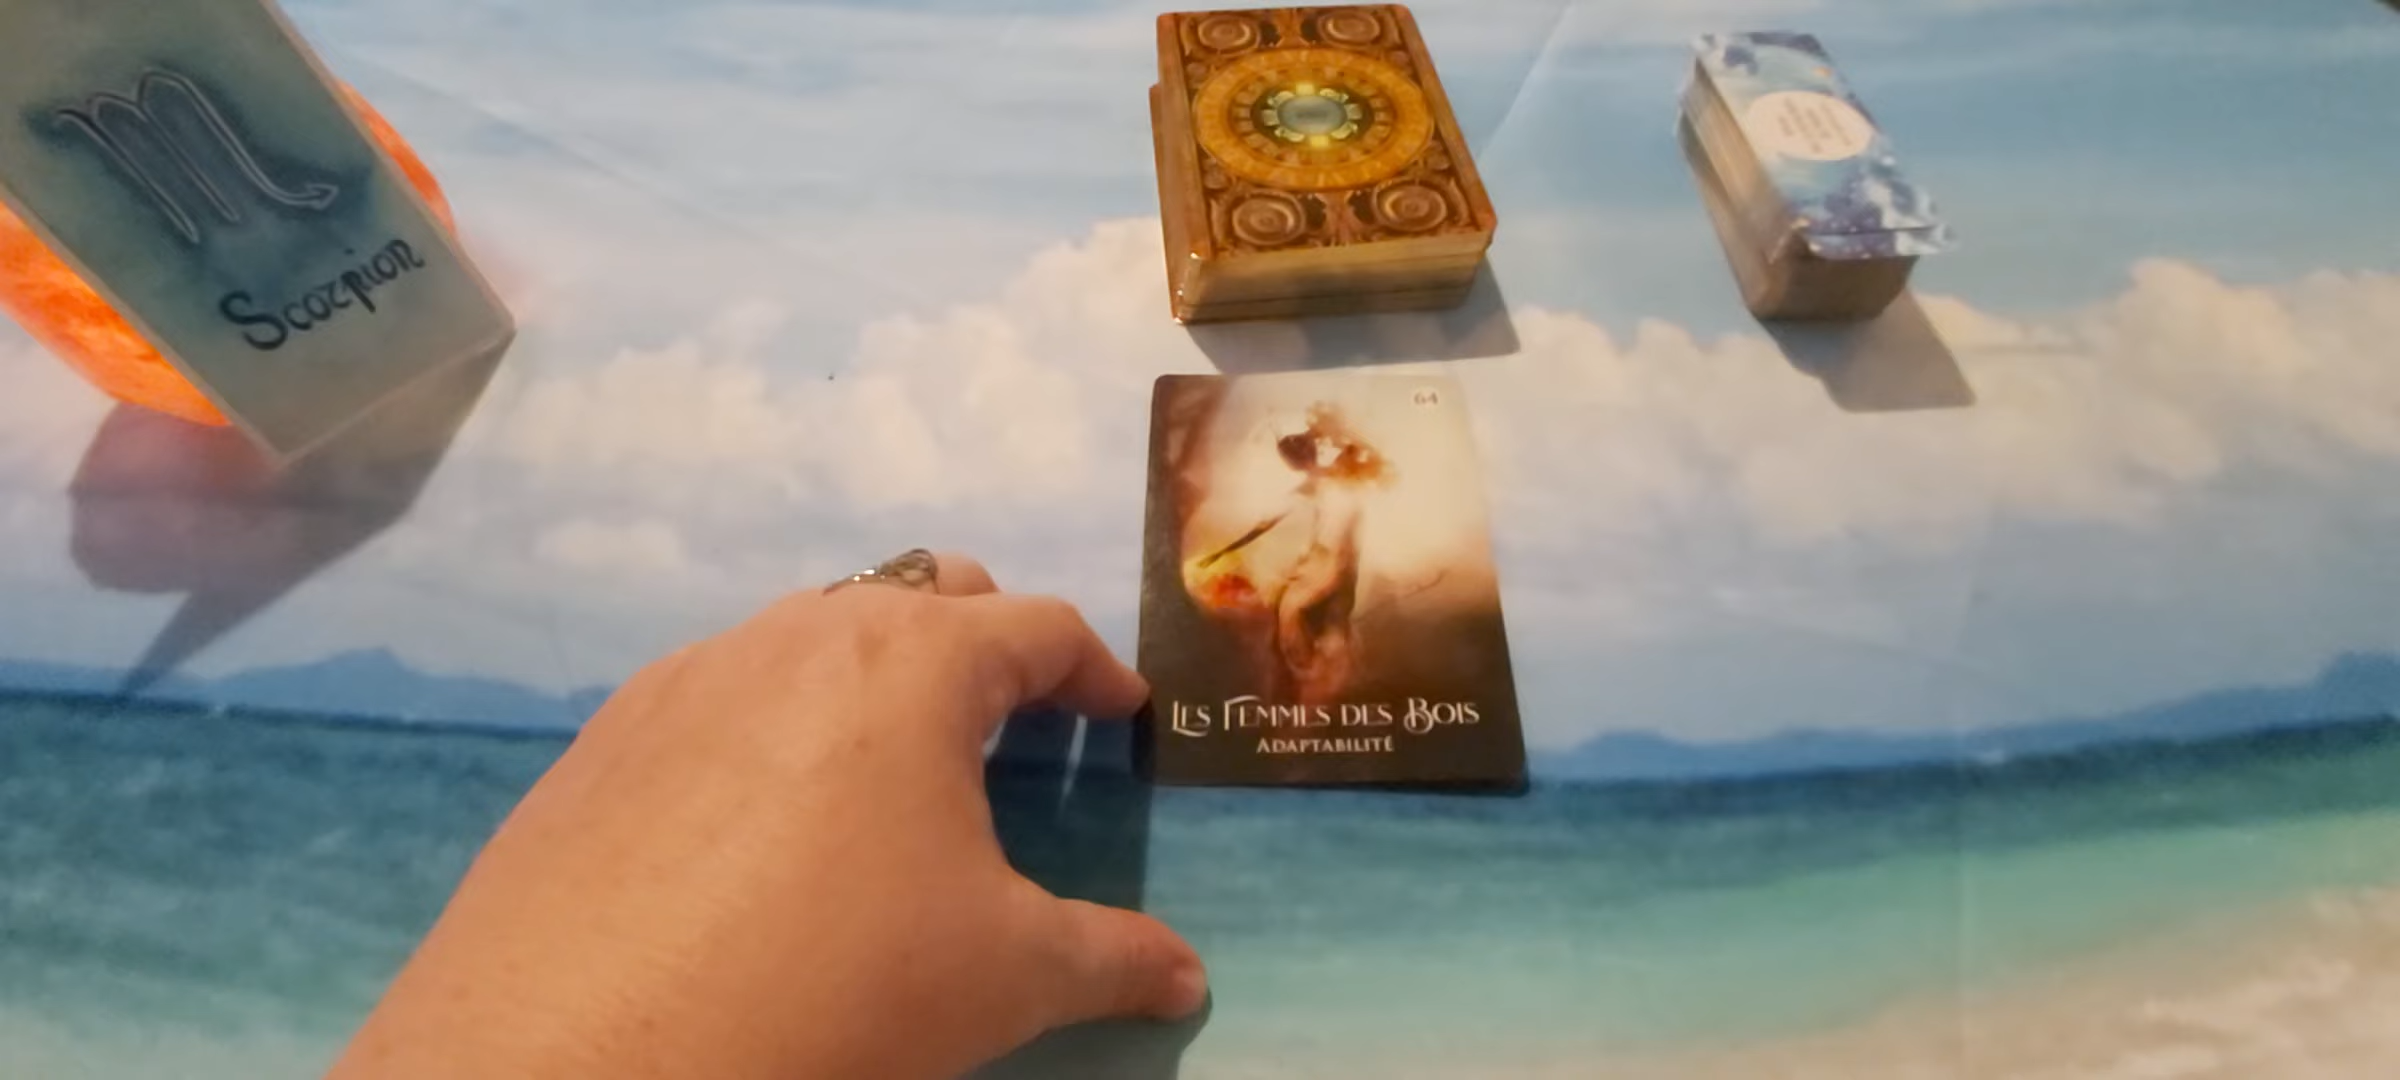 Scorpion
64
Les Femmes des Bois
Adaptabilité